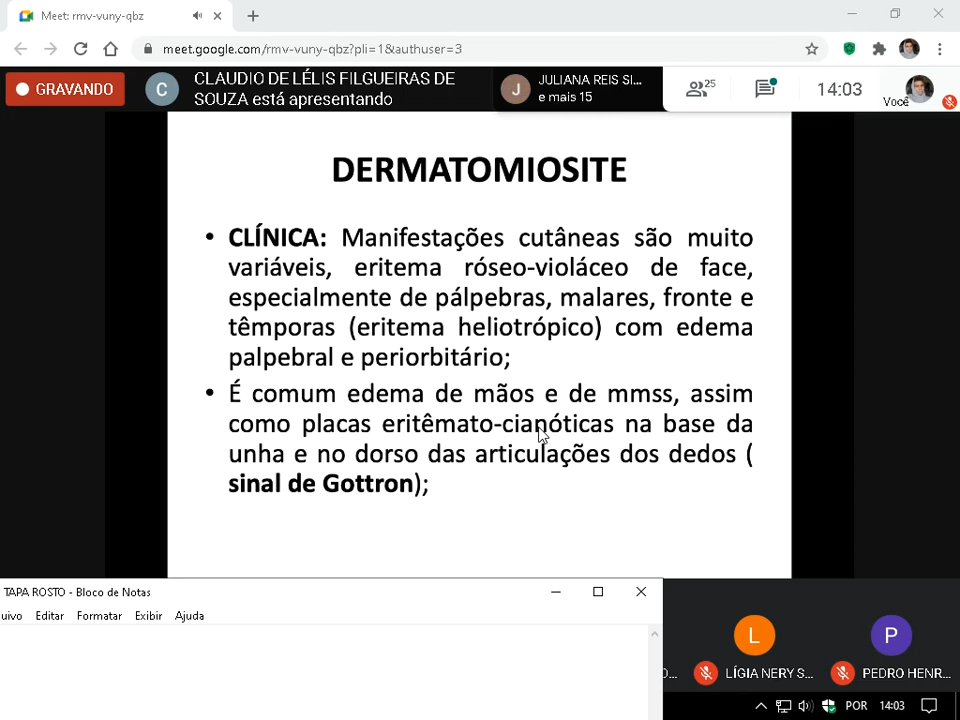 Meet: rmv-vuny-qbz
meet.google.com/rmv-vuny-qbz?pli=1&authuser=3
GRAVANDO
C
CLAUDIO DE LÉLIS FILGUEIRAS DE
SOUZA está apresentando
J
JULIANA REIS SI...
e mais 15
25
14:03
Você
DERMATOMIOSITE
• CLÍNICA: Manifestações cutâneas são muito
variáveis, eritema róseo-violáceo de face,
especialmente de pálpebras, malares, fronte e
têmporas (eritema heliotrópico) com edema
palpebral e periorbitário;
• É comum edema de mãos e de mmss, assim
como placas eritêmato-cianóticas na base da
unha e no dorso das articulações dos dedos (
sinal de Gottron);
TAPA ROSTO - Bloco de Notas
uivo Editar Formatar Exibir Ajuda
L
P
O...
LÍGIA NERY S...
PEDRO HENR...
POR
14:03